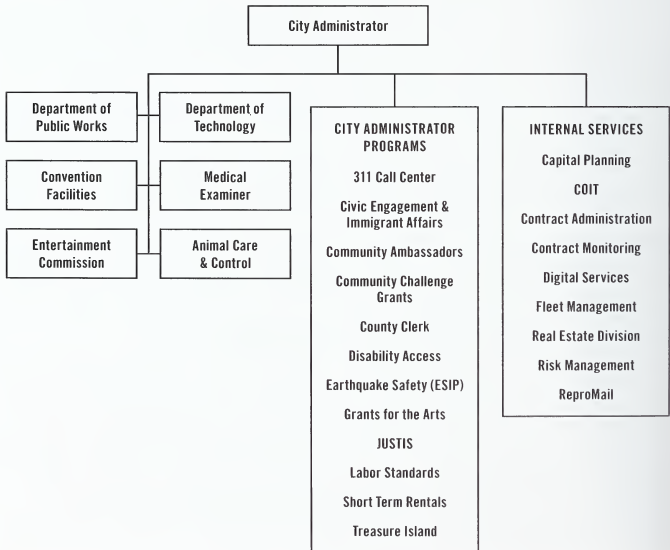 City Administrator
Department of
Public Works
Department of
Technology
Convention
Facilities
Medical
Examiner
Entertainment
Commission
Animal Care
& Control
CITY ADMINISTRATOR
PROGRAMS
311 Call Center
Civic Engagement &
Immigrant Affairs
Community Ambassadors
Community Challenge
Grants
County Clerk
Disability Access
Earthquake Safety (ESIP)
Grants for the Arts
JUSTIS
Labor Standards
Short Term Rentals
Treasure Island
INTERNAL SERVICES
Capital Planning
COIT
Contract Administration
Contract Monitoring
Digital Services
Fleet Management
Real Estate Division
Risk Management
ReproMail